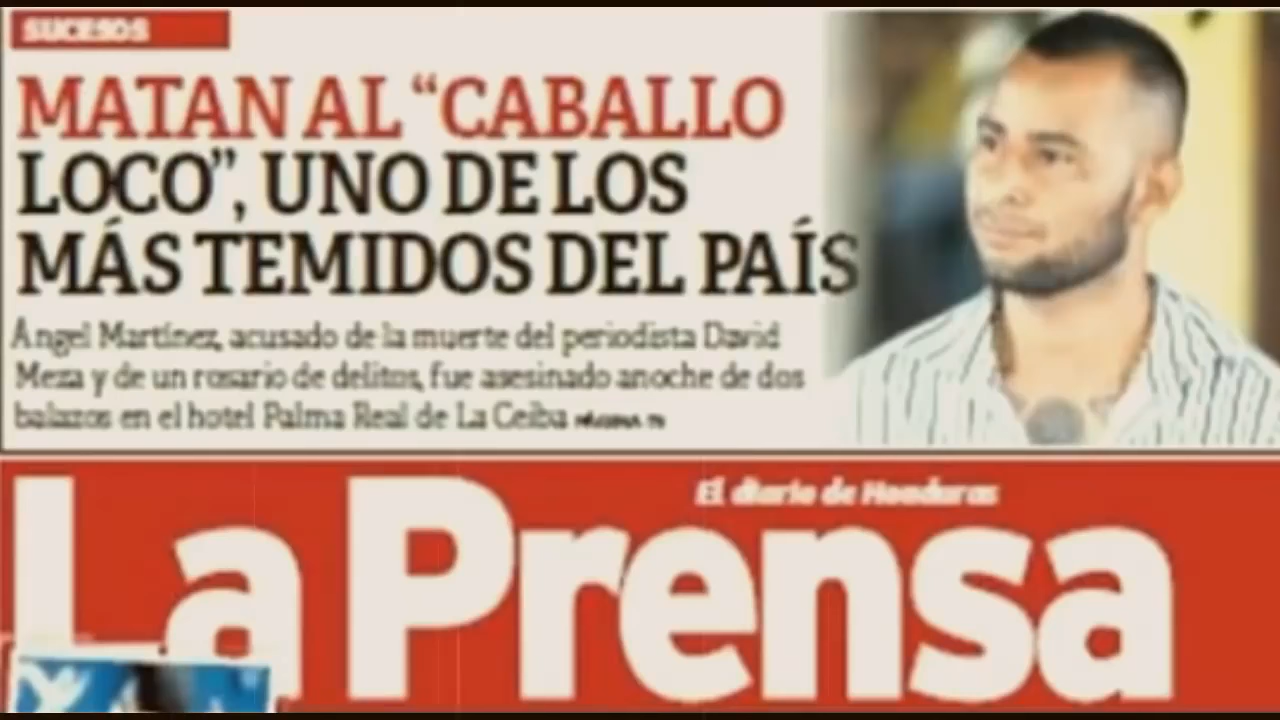 SUCESOS
MATAN AL “CABALLO
LOCO”, UNO DE LOS
MÁS TEMIDOS DEL PAÍS
Ángel Martínez, acusado de la muerte del periodista David
Meza y de un rosario de delitos, fue asesinado anoche de dos
balazos en el hotel Palma Real de La Ceiba
El diario de Honduras
La Prensa